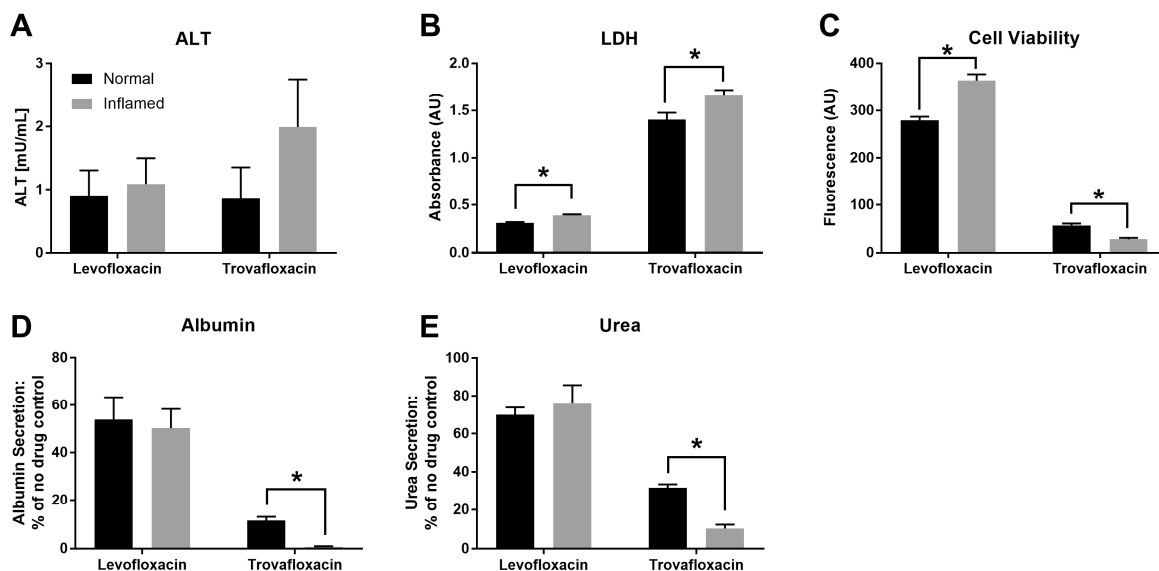 A
ALT
ALT [mU/mL]
3
2
1
0
Normal
Inflamed
Levofloxacin
Trovafloxacin
B
LDH
Absorbance (AU)
2.0
1.5
1.0
0.5
0.0
*
*
Levofloxacin
Trovafloxacin
C
Cell Viability
Fluorescence (AU)
400
300
200
100
0
*
*
Levofloxacin
Trovafloxacin
D
Albumin
Albumin Secretion:
% of no drug control
80
60
40
20
0
*
Levofloxacin
Trovafloxacin
E
Urea
Urea Secretion:
% of no drug control
100
80
60
40
20
0
*
Levofloxacin
Trovafloxacin